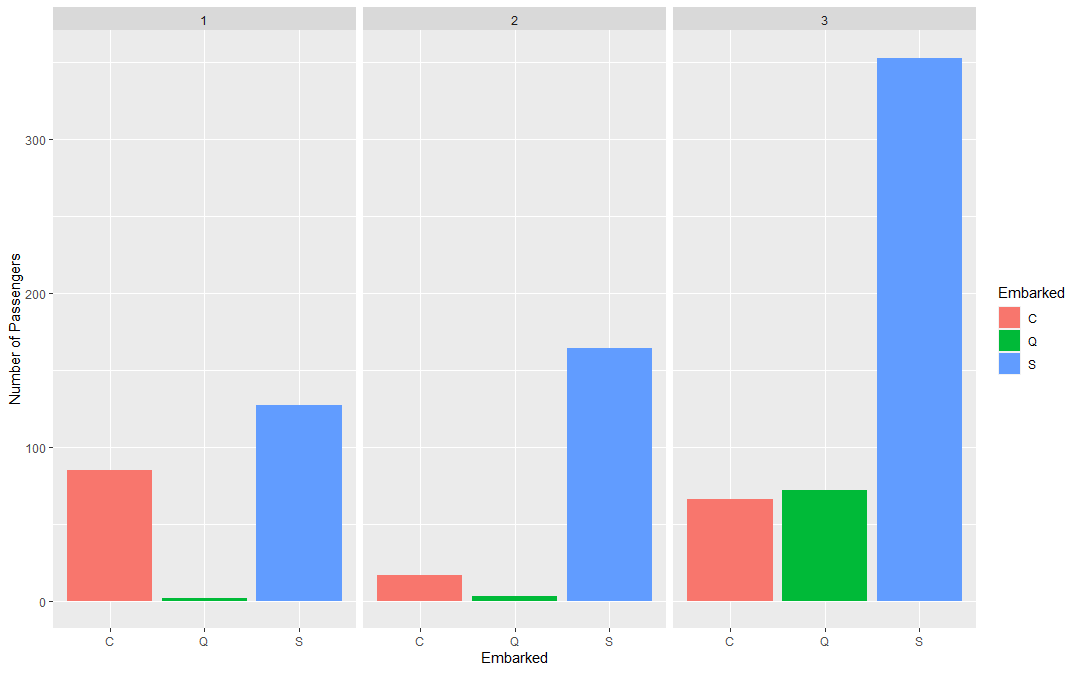 1 2 3
Number of Passengers
300
200
100
0
C Q S C Q S C Q S
Embarked
Embarked
C
Q
S